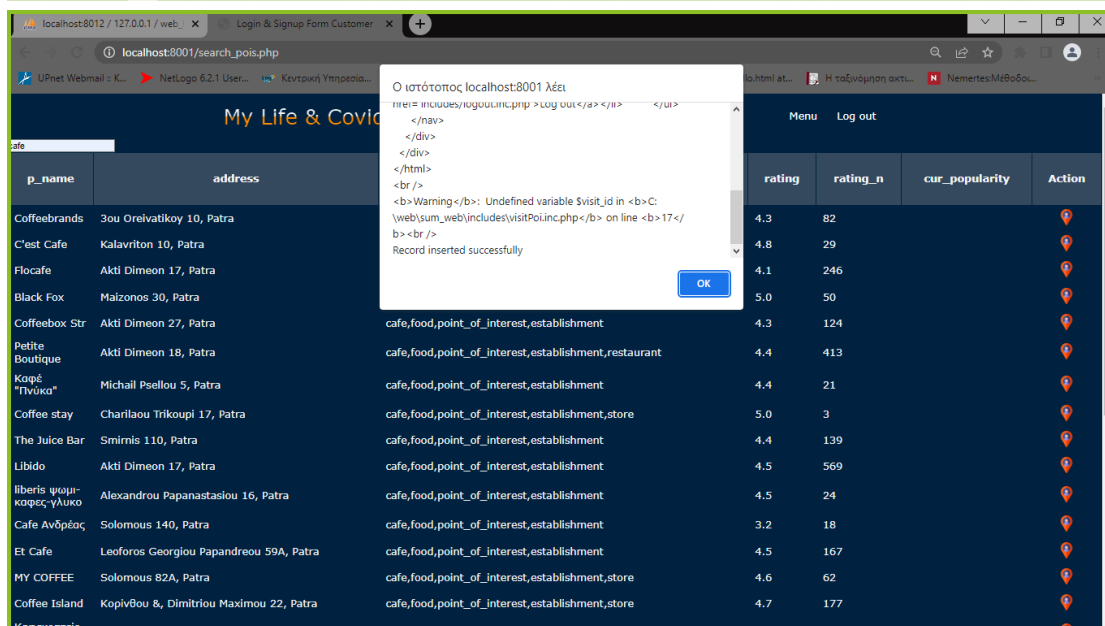 localhost:8012 / 127.0.0.1 / web_
Login & Signup Form Customer
localhost:8001/search_pois.php
UPnet Webmail :: Κ...
NetLogo 6.2.1 User...
Κεντρική Υπηρεσία...
lo.html at...
Η ταξινόμηση ακτι...
Nemertes:Μέθοδοι...
Ο ιστότοπος localhost:8001 λέει
href='includes/logout.inc.php'>Log out</a></li> </ul>
</nav>
</div>
</div>
</html>
<br />
<b>Warning</b>: Undefined variable $visit_id in <b>C:
\web\sum_web\includes\visitPoi.inc.php</b> on line <b>17</
b><br />
Record inserted successfully
OK
My Life & Covid
Menu Log out
cafe
p_name address rating rating_n cur_popularity Action
Coffeebrands 3ου Oreivatikoy 10, Patra 4.3 82
C'est Cafe Kalavriton 10, Patra 4.8 29
Flocafe Akti Dimeon 17, Patra 4.1 246
Black Fox Maizonos 30, Patra 5.0 50
Coffeebox Str Akti Dimeon 27, Patra cafe,food,point_of_interest,establishment 4.3 124
Petite
Boutique Akti Dimeon 18, Patra cafe,food,point_of_interest,establishment,restaurant 4.4 413
Καφέ
"Πνύκα" Michail Psellou 5, Patra cafe,food,point_of_interest,establishment 4.4 21
Coffee stay Charilaou Trikoupi 17, Patra cafe,food,point_of_interest,establishment,store 5.0 3
The Juice Bar Smirnis 110, Patra cafe,food,point_of_interest,establishment 4.4 139
Libido Akti Dimeon 17, Patra cafe,food,point_of_interest,establishment 4.5 569
liberis ψωμι-
καφες-γλυκο Alexandrou Papanastasiou 16, Patra cafe,food,point_of_interest,establishment 4.5 24
Cafe Ανδρέας Solomous 140, Patra cafe,food,point_of_interest,establishment 3.2 18
Et Cafe Leoforos Georgiou Papandreou 59A, Patra cafe,food,point_of_interest,establishment 4.5 167
MY COFFEE Solomous 82A, Patra cafe,food,point_of_interest,establishment,store 4.6 62
Coffee Island Κορίνθου &, Dimitriou Maximou 22, Patra cafe,food,point_of_interest,establishment,store 4.7 177